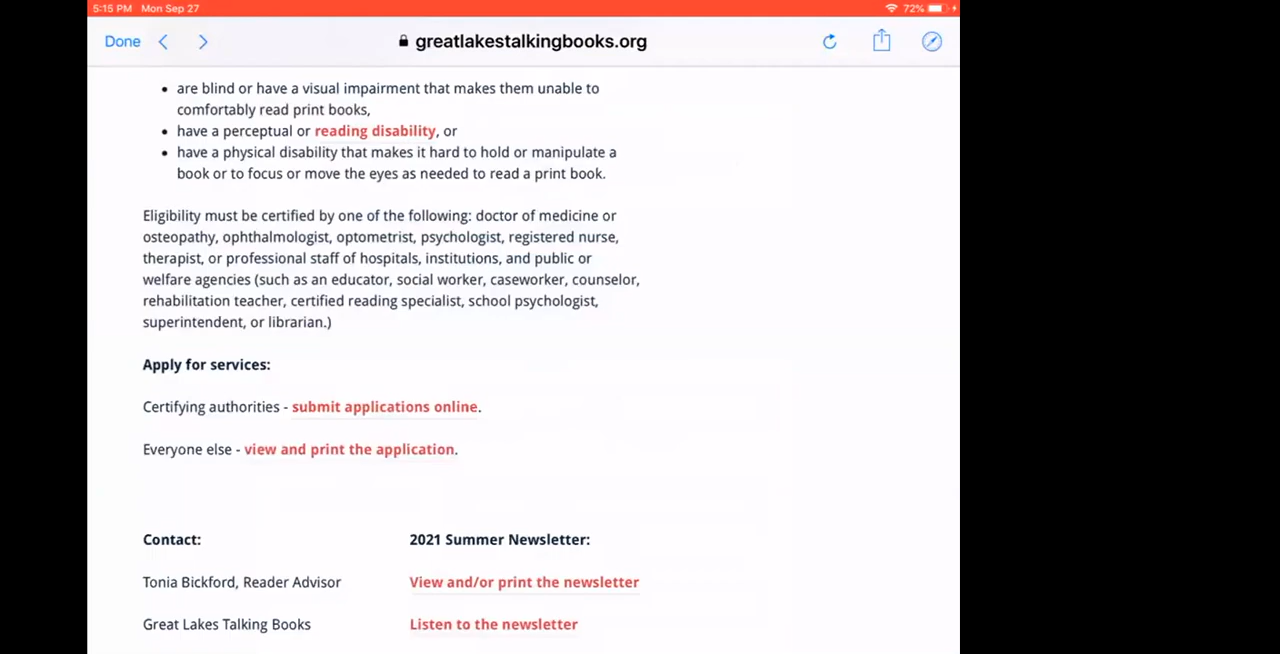 5:15 PM Mon Sep 27
72%
Done
greatlakestalkingbooks.org
• are blind or have a visual impairment that makes them unable to
comfortably read print books,
• have a perceptual or reading disability, or
• have a physical disability that makes it hard to hold or manipulate a
book or to focus or move the eyes as needed to read a print book.
Eligibility must be certified by one of the following: doctor of medicine or
osteopathy, ophthalmologist, optometrist, psychologist, registered nurse,
therapist, or professional staff of hospitals, institutions, and public or
welfare agencies (such as an educator, social worker, caseworker, counselor,
rehabilitation teacher, certified reading specialist, school psychologist,
superintendent, or librarian.)
Apply for services:
Certifying authorities - submit applications online.
Everyone else - view and print the application.
Contact:
Tonia Bickford, Reader Advisor
Great Lakes Talking Books
2021 Summer Newsletter:
View and/or print the newsletter
Listen to the newsletter